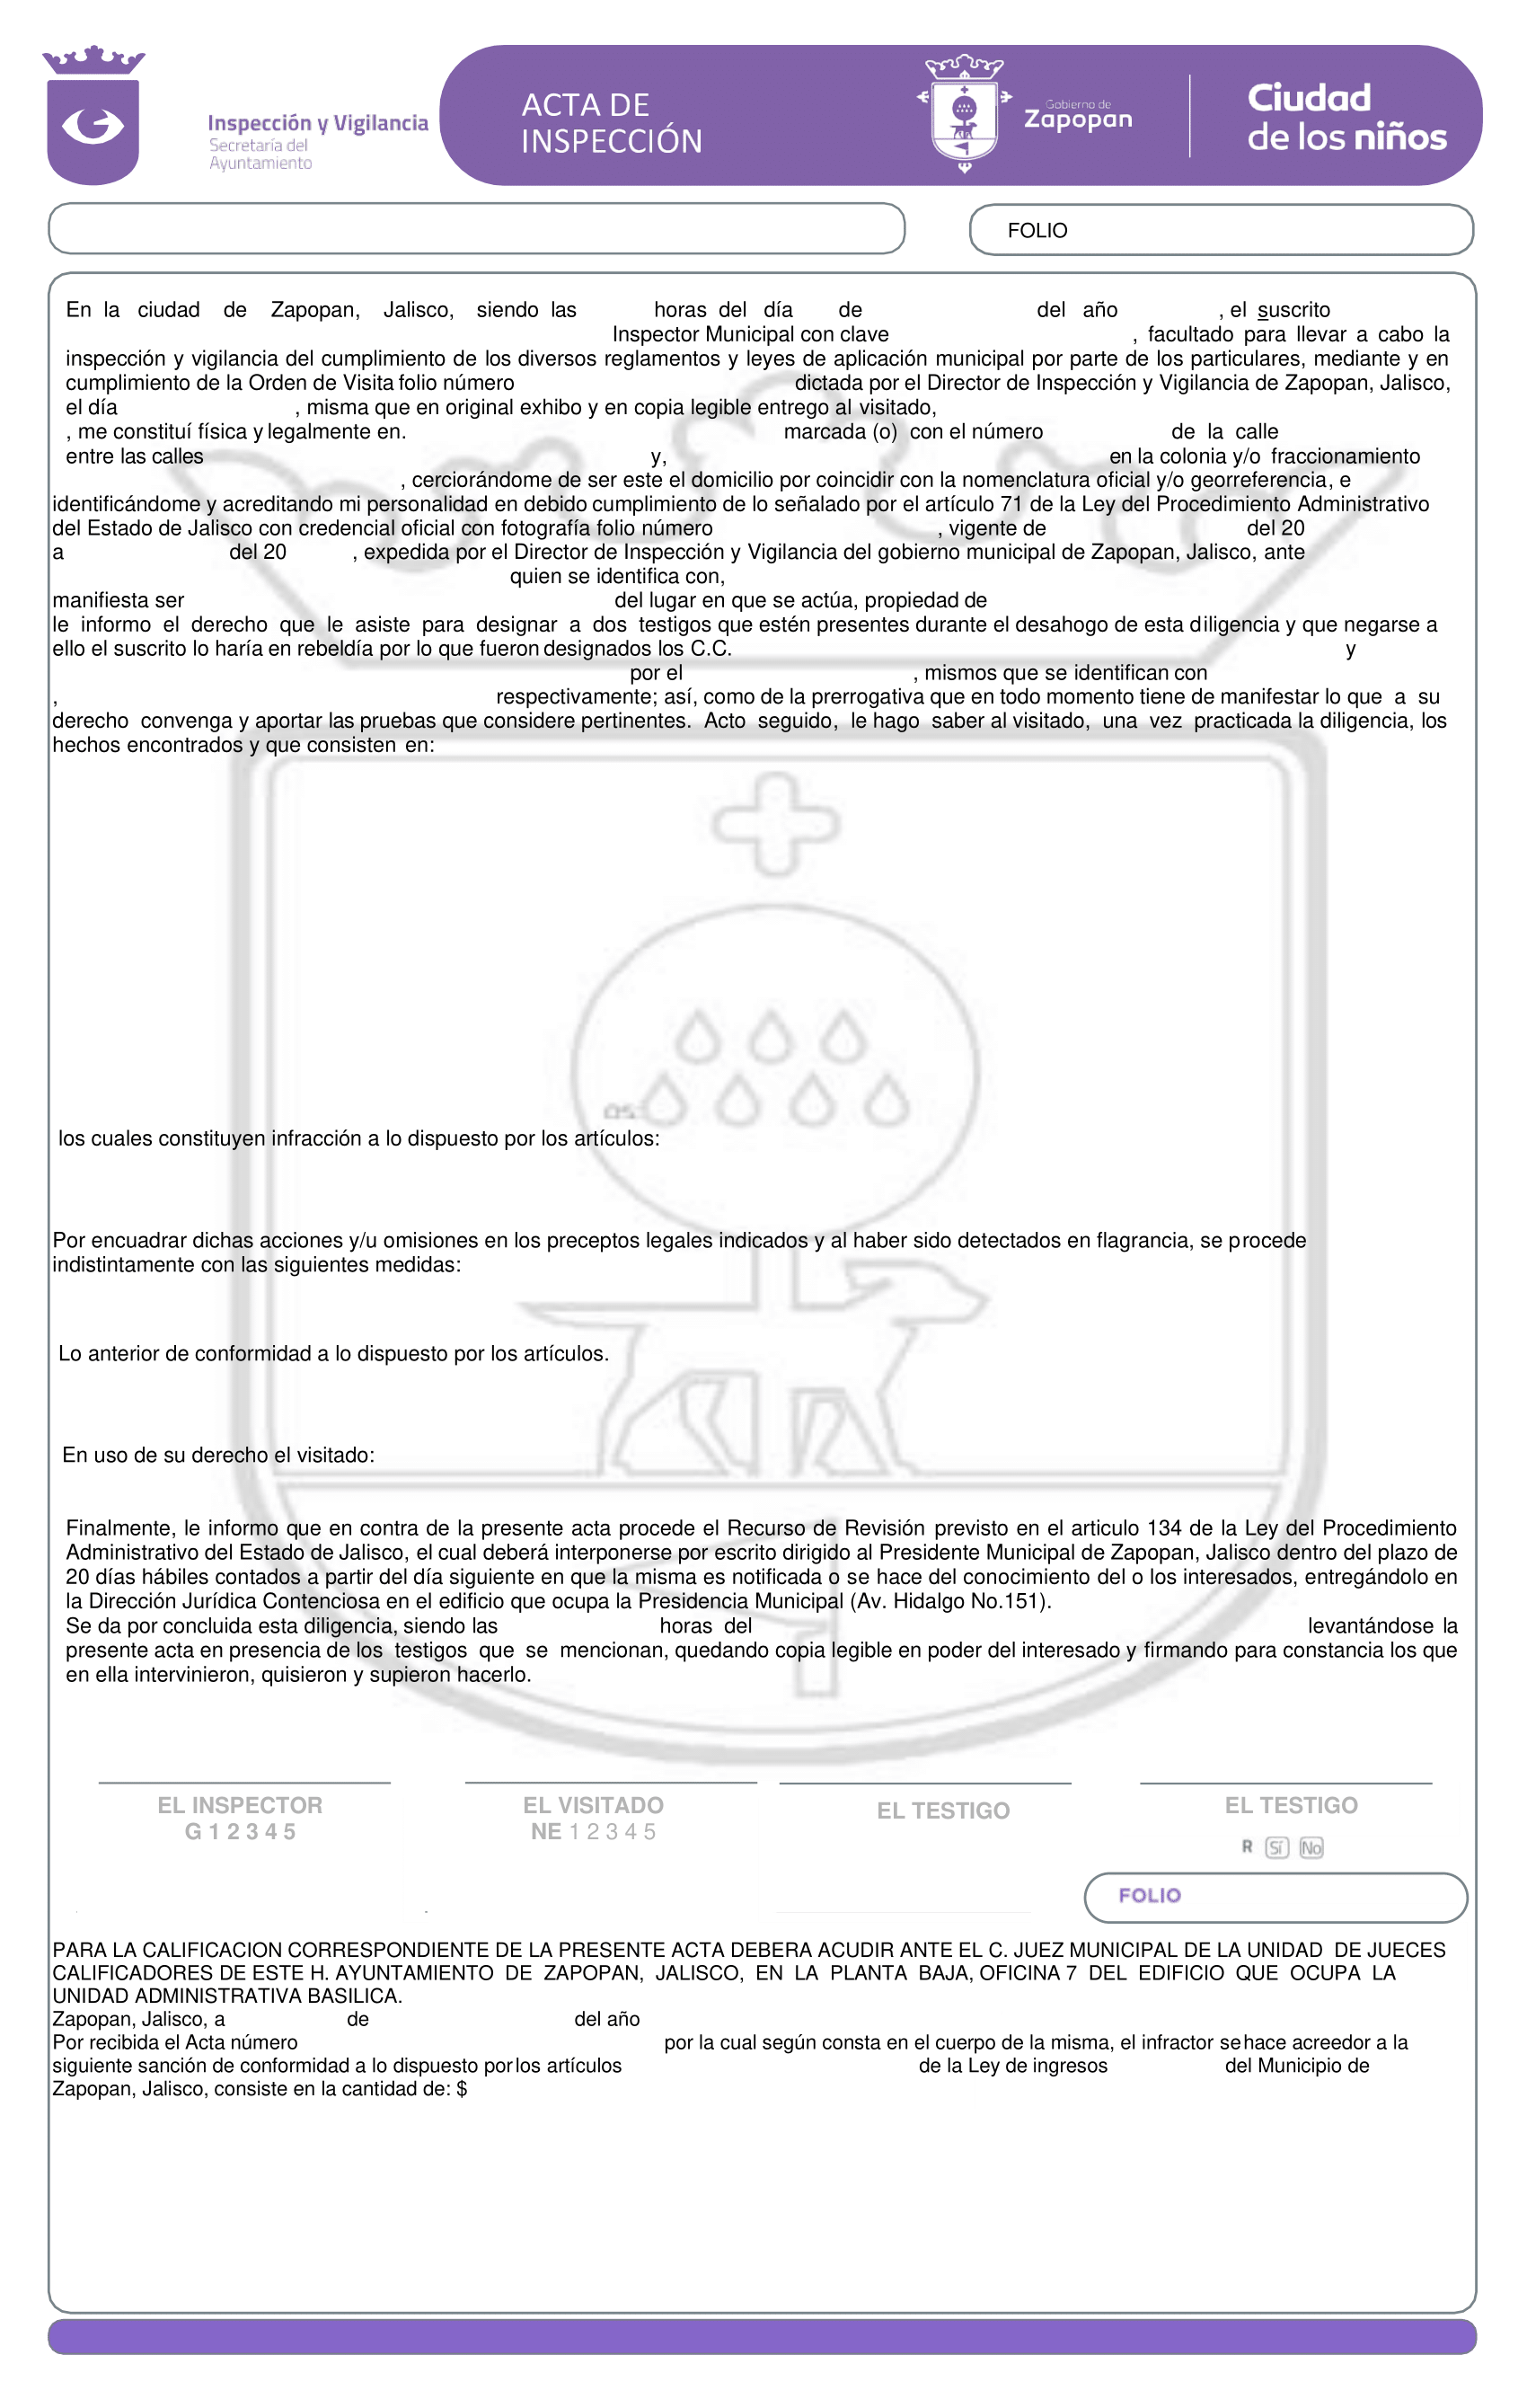 Inspección y Vigilancia
Secretaría del
Ayuntamiento
ACTA DE
INSPECCIÓN
Gobierno de
Zapopan
Ciudad
de los niños
FOLIO
En la ciudad de Zapopan, Jalisco, siendo las horas del día de del año , el suscrito
Inspector Municipal con clave , facultado para llevar a cabo la
inspección y vigilancia del cumplimiento de los diversos reglamentos y leyes de aplicación municipal por parte de los particulares, mediante y en
cumplimiento de la Orden de Visita folio número dictada por el Director de Inspección y Vigilancia de Zapopan, Jalisco,
el día , misma que en original exhibo y en copia legible entrego al visitado,
, me constituí física y legalmente en. marcada (o) con el número de la calle
entre las calles y, en la colonia y/o fraccionamiento
, cerciorándome de ser este el domicilio por coincidir con la nomenclatura oficial y/o georreferencia, e
identificándome y acreditando mi personalidad en debido cumplimiento de lo señalado por el artículo 71 de la Ley del Procedimiento Administrativo
del Estado de Jalisco con credencial oficial con fotografía folio número , vigente de del 20
a del 20 , expedida por el Director de Inspección y Vigilancia del gobierno municipal de Zapopan, Jalisco, ante
quien se identifica con,
manifiesta ser del lugar en que se actúa, propiedad de
le informo el derecho que le asiste para designar a dos testigos que estén presentes durante el desahogo de esta diligencia y que negarse a
ello el suscrito lo haría en rebeldía por lo que fueron designados los C.C. y
por el , mismos que se identifican con
, respectivamente; así, como de la prerrogativa que en todo momento tiene de manifestar lo que a su
derecho convenga y aportar las pruebas que considere pertinentes. Acto seguido, le hago saber al visitado, una vez practicada la diligencia, los
hechos encontrados y que consisten en:
los cuales constituyen infracción a lo dispuesto por los artículos:
Por encuadrar dichas acciones y/u omisiones en los preceptos legales indicados y al haber sido detectados en flagrancia, se procede
indistintamente con las siguientes medidas:
Lo anterior de conformidad a lo dispuesto por los artículos.
En uso de su derecho el visitado:
Finalmente, le informo que en contra de la presente acta procede el Recurso de Revisión previsto en el articulo 134 de la Ley del Procedimiento
Administrativo del Estado de Jalisco, el cual deberá interponerse por escrito dirigido al Presidente Municipal de Zapopan, Jalisco dentro del plazo de
20 días hábiles contados a partir del día siguiente en que la misma es notificada o se hace del conocimiento del o los interesados, entregándolo en
la Dirección Jurídica Contenciosa en el edificio que ocupa la Presidencia Municipal (Av. Hidalgo No.151).
Se da por concluida esta diligencia, siendo las horas del levantándose la
presente acta en presencia de los testigos que se mencionan, quedando copia legible en poder del interesado y firmando para constancia los que
en ella intervinieron, quisieron y supieron hacerlo.
EL INSPECTOR
G 1 2 3 4 5
EL VISITADO
NE 1 2 3 4 5
EL TESTIGO
EL TESTIGO
R Sí No
FOLIO
PARA LA CALIFICACION CORRESPONDIENTE DE LA PRESENTE ACTA DEBERA ACUDIR ANTE EL C. JUEZ MUNICIPAL DE LA UNIDAD DE JUECES
CALIFICADORES DE ESTE H. AYUNTAMIENTO DE ZAPOPAN, JALISCO, EN LA PLANTA BAJA, OFICINA 7 DEL EDIFICIO QUE OCUPA LA
UNIDAD ADMINISTRATIVA BASILICA.
Zapopan, Jalisco, a de del año
Por recibida el Acta número por la cual según consta en el cuerpo de la misma, el infractor se hace acreedor a la
siguiente sanción de conformidad a lo dispuesto por los artículos de la Ley de ingresos del Municipio de
Zapopan, Jalisco, consiste en la cantidad de: $